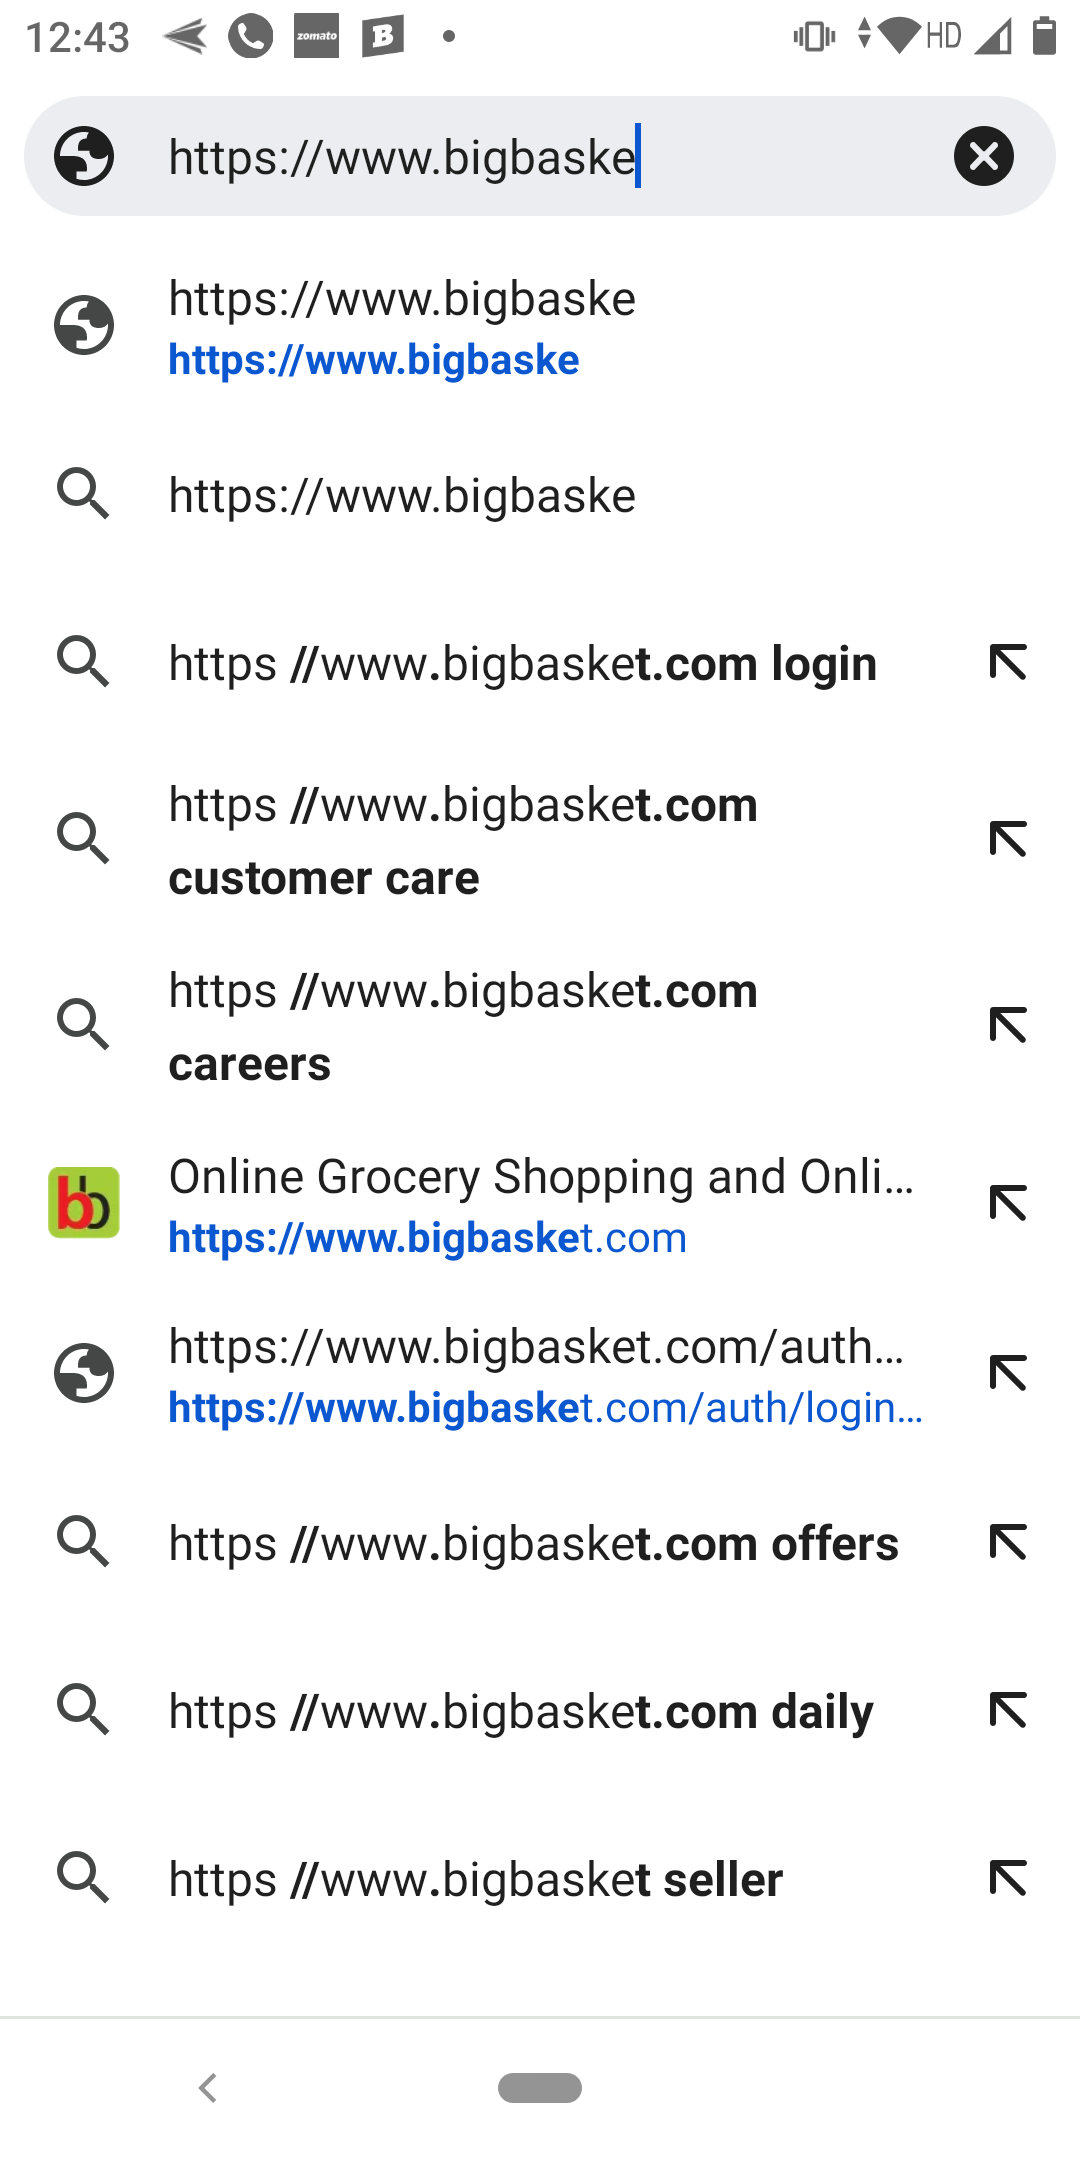 12:43
zomato
B
HD
https://www.bigbaske
https://www.bigbaske
https://www.bigbaske
https://www.bigbaske
https //www.bigbasket.com login
https //www.bigbasket.com
customer care
https //www.bigbasket.com
careers
bb
Online Grocery Shopping and Onli...
https://www.bigbasket.com
https://www.bigbasket.com/auth...
https://www.bigbasket.com/auth/login...
https //www.bigbasket.com offers
https //www.bigbasket.com daily
https //www.bigbasket seller